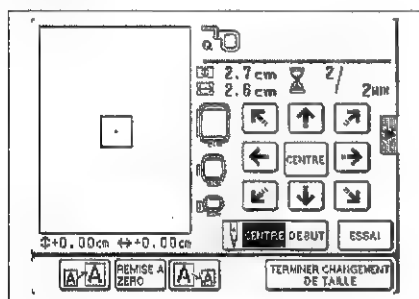 2.7cm 2/
2.6cm 2MIN
CENTRE
CENTRE DEBUT ESSAI
↕+0.00cm ↔+0.00cm
A→A REMISE A ZERO A→A TERMINER CHANGEMENT DE TAILLE